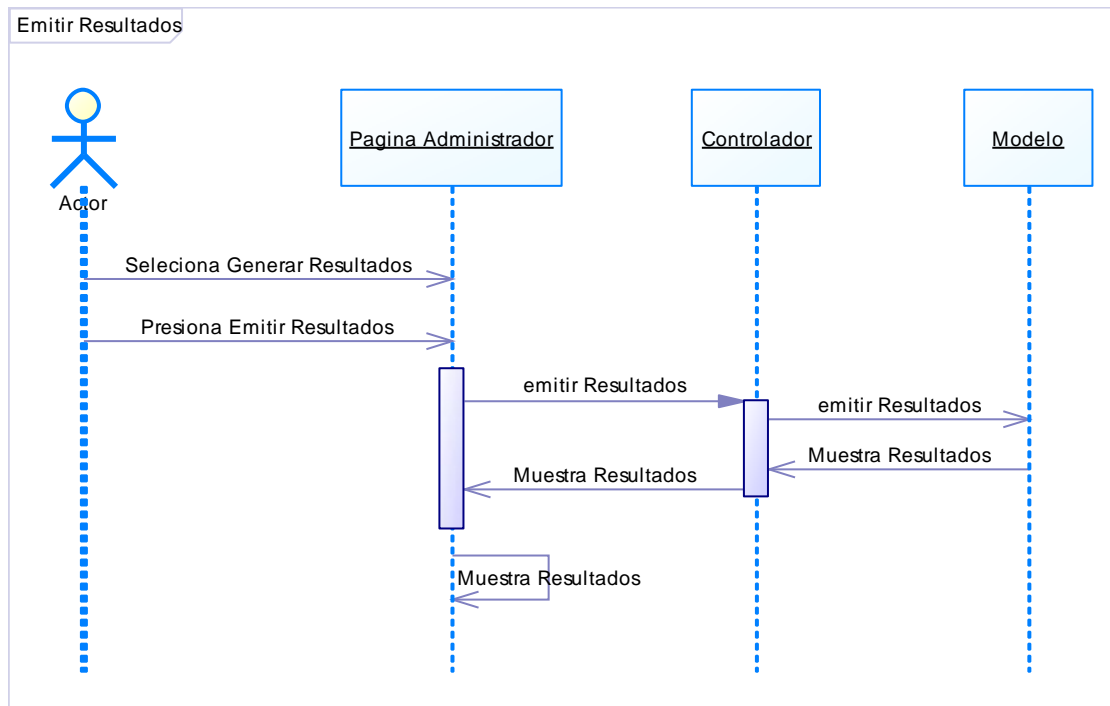 Emitir Resultados
Pagina Administrador
Controlador
Modelo
Actor
Seleciona Generar Resultados
Presiona Emitir Resultados
emitir Resultados
emitir Resultados
Muestra Resultados
Muestra Resultados
Muestra Resultados